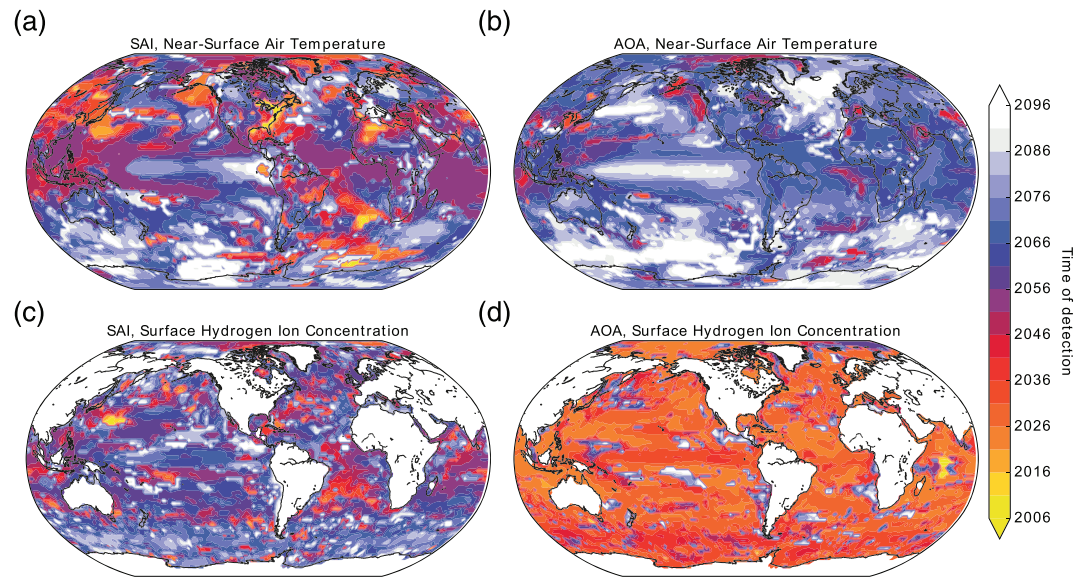 (a)
SAI, Near-Surface Air Temperature
(b)
AOA, Near-Surface Air Temperature
(c)
SAI, Surface Hydrogen Ion Concentration
(d)
AOA, Surface Hydrogen Ion Concentration
2096
2086
2076
2066
2056
2046
2036
2026
2016
2006
Time of detection